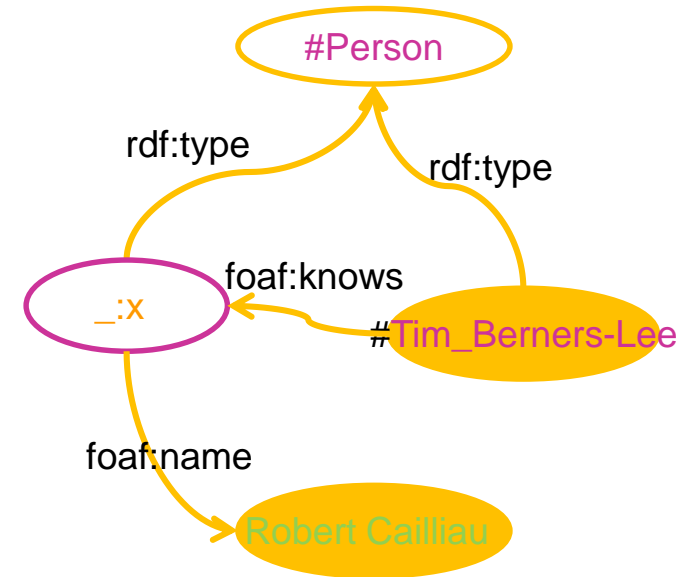 #Person
rdf:type
rdf:type
foaf:knows
_:x
#Tim_Berners-Lee
foaf:name
Robert Cailliau